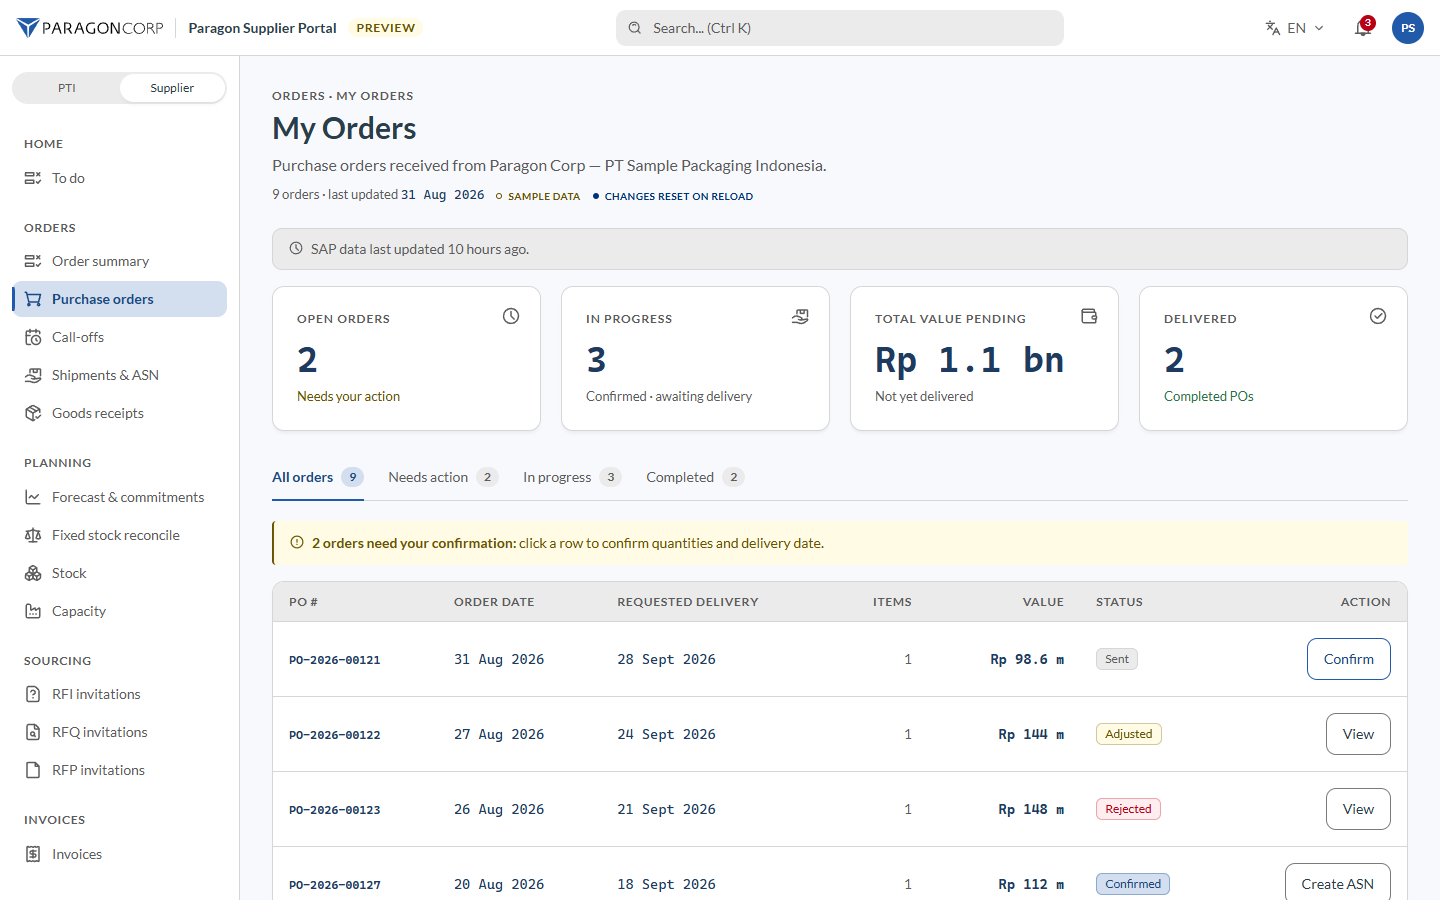 PARAGONCORP
Paragon Supplier Portal
PREVIEW
Search... (Ctrl K)
EN
3
PS
PTI
Supplier
HOME
To do
ORDERS
Order summary
Purchase orders
Call-offs
Shipments & ASN
Goods receipts
PLANNING
Forecast & commitments
Fixed stock reconcile
Stock
Capacity
SOURCING
RFI invitations
RFQ invitations
RFP invitations
INVOICES
Invoices
ORDERS · MY ORDERS
My Orders
Purchase orders received from Paragon Corp — PT Sample Packaging Indonesia.
9 orders · last updated 31 Aug 2026 SAMPLE DATA CHANGES RESET ON RELOAD
SAP data last updated 10 hours ago.
OPEN ORDERS
2
Needs your action
IN PROGRESS
3
Confirmed · awaiting delivery
TOTAL VALUE PENDING
Rp 1.1 bn
Not yet delivered
DELIVERED
2
Completed POs
All orders 9 Needs action 2 In progress 3 Completed 2
2 orders need your confirmation: click a row to confirm quantities and delivery date.
PO # ORDER DATE REQUESTED DELIVERY ITEMS VALUE STATUS ACTION
PO-2026-00121 31 Aug 2026 28 Sept 2026 1 Rp 98.6 m Sent Confirm
PO-2026-00122 27 Aug 2026 24 Sept 2026 1 Rp 144 m Adjusted View
PO-2026-00123 26 Aug 2026 21 Sept 2026 1 Rp 148 m Rejected View
PO-2026-00127 20 Aug 2026 18 Sept 2026 1 Rp 112 m Confirmed Create ASN